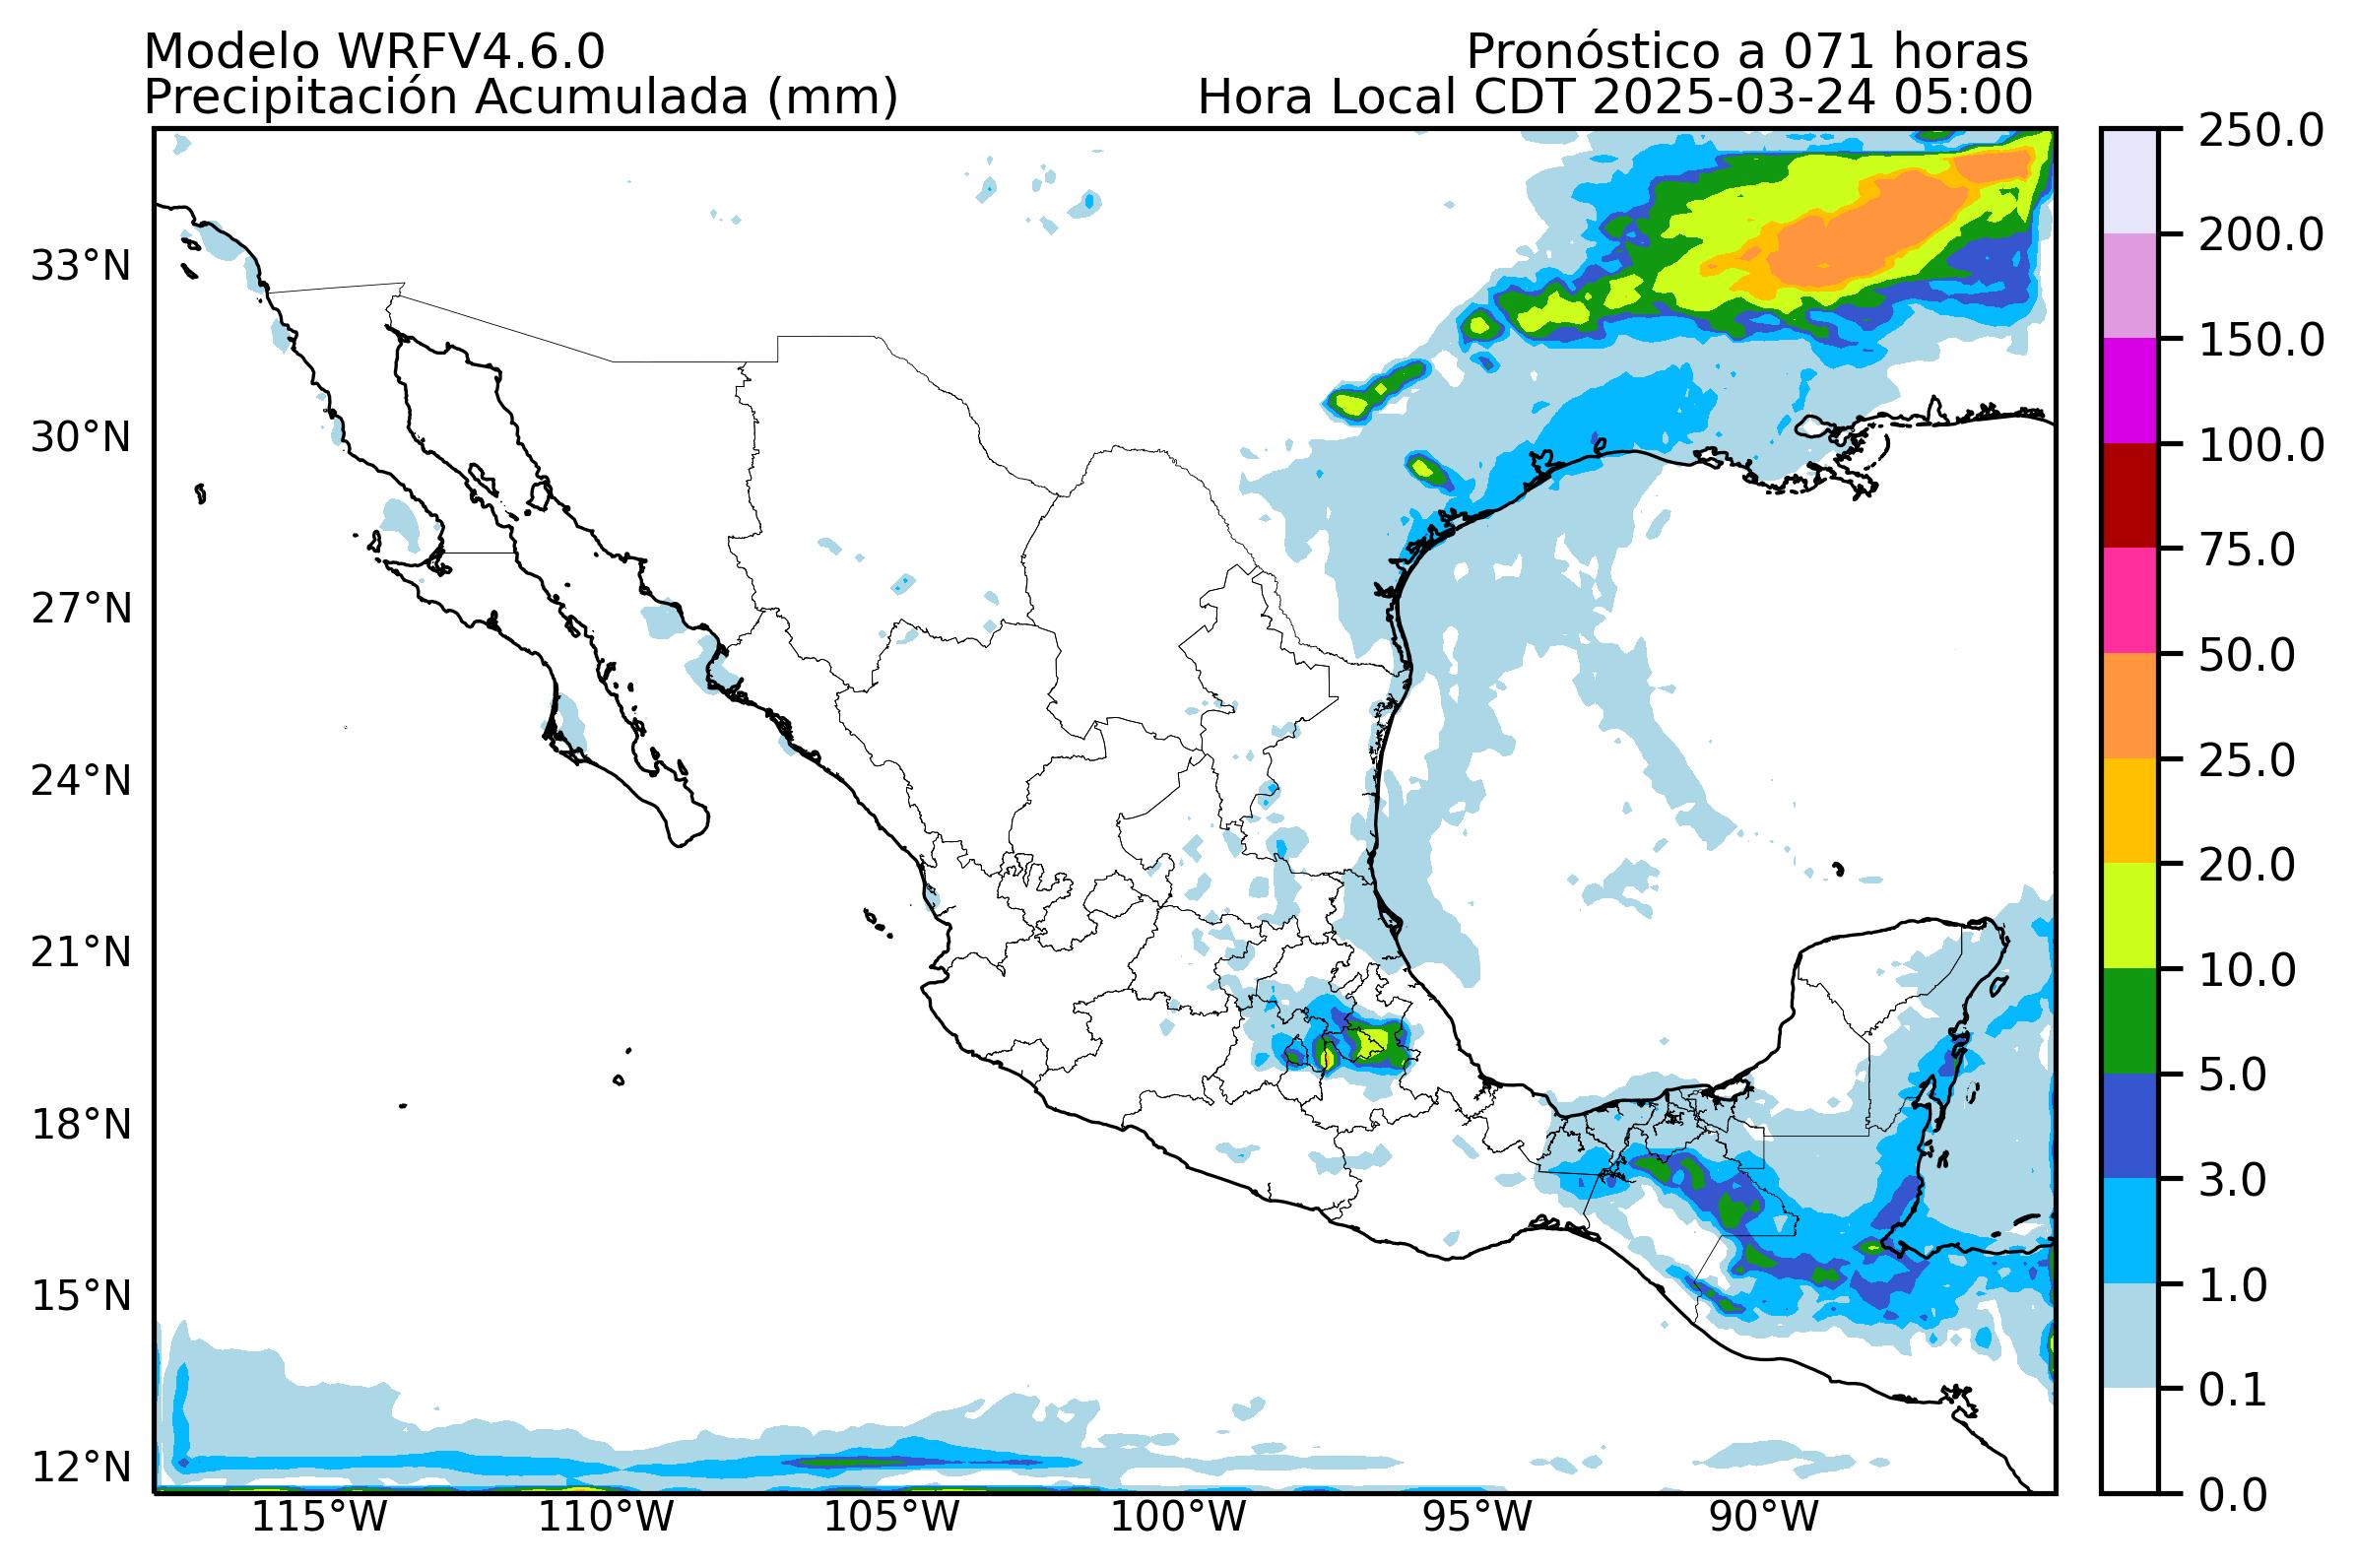 Modelo WRFV4.6.0
Pronóstico a 071 horas
Precipitación Acumulada (mm)
Hora Local CDT 2025-03-24 05:00
33°N
30°N
27°N
24°N
21°N
18°N
15°N
12°N
115°W
110°W
105°W
100°W
95°W
90°W
250.0
200.0
150.0
100.0
75.0
50.0
25.0
20.0
10.0
5.0
3.0
1.0
0.1
0.0